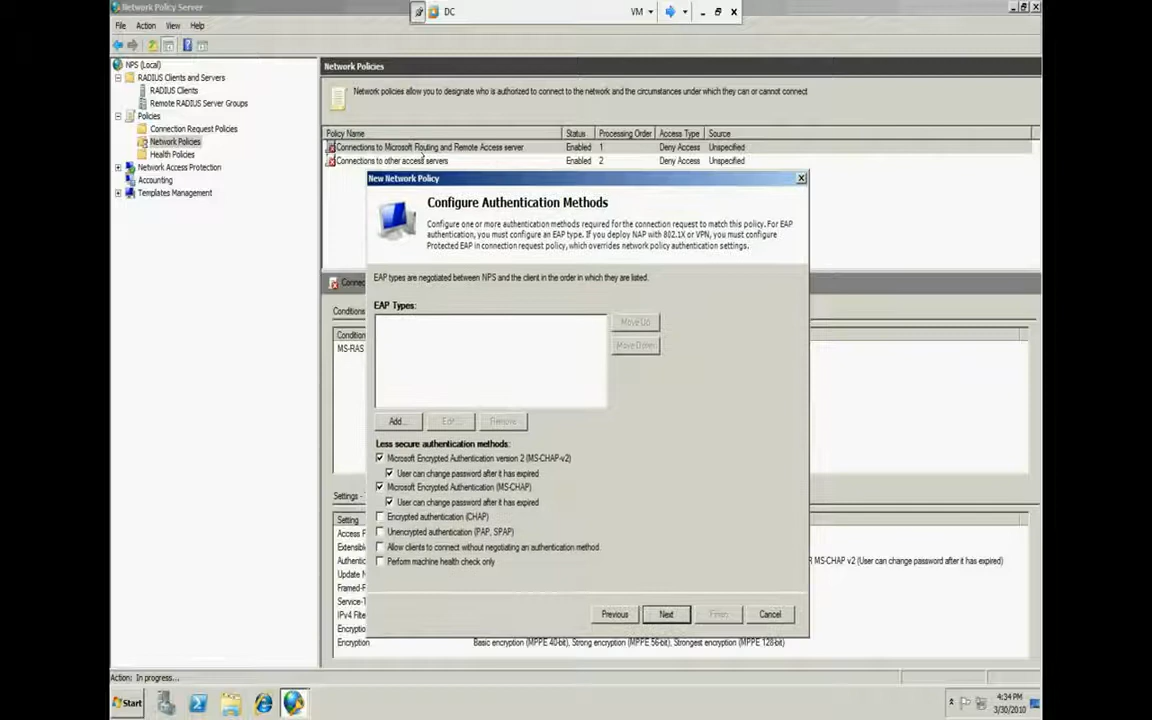 Network Policy Server
DC
VM
File Action View Help
NPS (Local)
RADIUS Clients and Servers
RADIUS Clients
Remote RADIUS Server Groups
Policies
Connection Request Policies
Network Policies
Health Policies
Network Access Protection
Accounting
Templates Management
Network Policies
Network policies allow you to designate who is authorized to connect to the network and the circumstances under which they can or cannot connect
Policy Name Status Processing Order Access Type Source
Connections to Microsoft Routing and Remote Access server Enabled 1 Deny Access Unspecified
Connections to other access servers Enabled 2 Deny Access Unspecified
New Network Policy
Configure Authentication Methods
Configure one or more authentication methods required for the connection request to match this policy. For EAP
authentication, you must configure an EAP type. If you deploy NAP with 802.1X or VPN, you must configure
Protected EAP in connection request policy, which overrides network policy authentication settings.
EAP types are negotiated between NPS and the client in the order in which they are listed.
EAP Types:
Move Up
Move Down
Add... Edit... Remove
Less secure authentication methods:
Microsoft Encrypted Authentication version 2 (MS-CHAP-v2)
User can change password after it has expired
Microsoft Encrypted Authentication (MS-CHAP)
User can change password after it has expired
Encrypted authentication (CHAP)
Unencrypted authentication (PAP, SPAP)
Allow clients to connect without negotiating an authentication method
Perform machine health check only
Previous Next Finish Cancel
Connec
Conditions
Condition
MS-RAS
Settings -
Setting
Access F
Extensibl
Authentic MS-CHAP v2 (User can change password after it has expired)
Update N
Framed-F
Service-T
IPv4 Filte
Encryptio
Encryption Basic encryption (MPPE 40-bit), Strong encryption (MPPE 56-bit), Strongest encryption (MPPE 128-bit)
Action: In progress...
Start
4:34 PM
3/30/2010